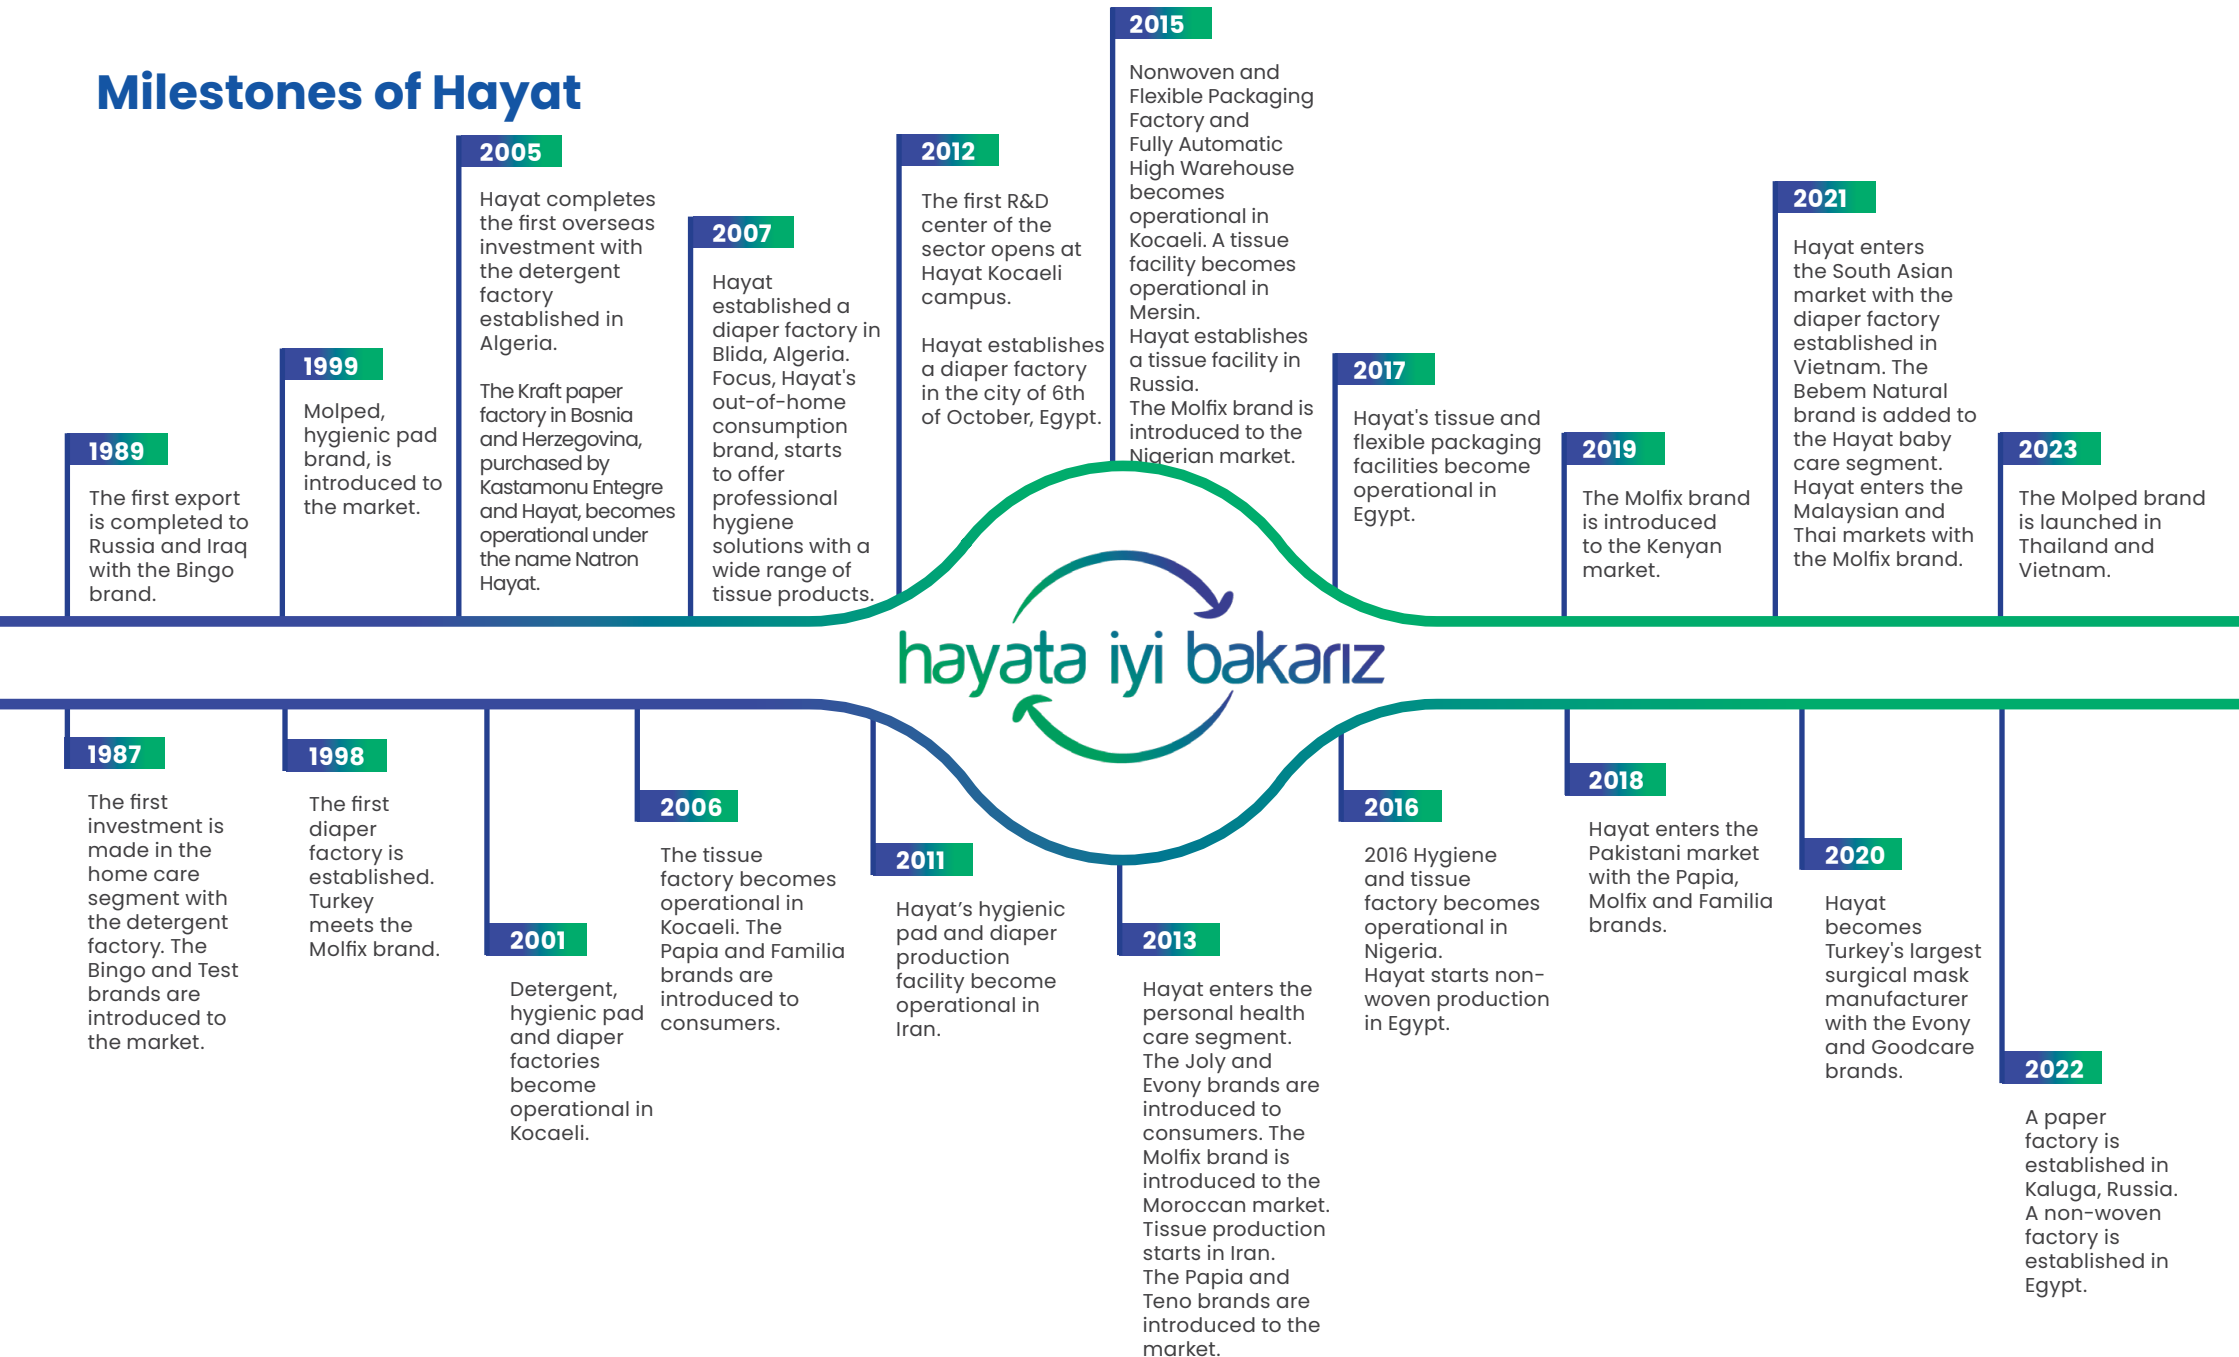 Milestones of Hayat
1989
The first export
is completed to
Russia and Iraq
with the Bingo
brand.
1999
Molped,
hygienic pad
brand, is
introduced to
the market.
2005
Hayat completes
the first overseas
investment with
the detergent
factory
established in
Algeria.
The Kraft paper
factory in Bosnia
and Herzegovina,
purchased by
Kastamonu Entegre
and Hayat, becomes
operational under
the name Natron
Hayat.
2007
Hayat
established a
diaper factory in
Blida, Algeria.
Focus, Hayat's
out-of-home
consumption
brand, starts
to offer
professional
hygiene
solutions with a
wide range of
tissue products.
2012
The first R&D
center of the
sector opens at
Hayat Kocaeli
campus.
Hayat establishes
a diaper factory
in the city of 6th
of October, Egypt.
2015
Nonwoven and
Flexible Packaging
Factory and
Fully Automatic
High Warehouse
becomes
operational in
Kocaeli. A tissue
facility becomes
operational in
Mersin.
Hayat establishes
a tissue facility in
Russia.
The Molfix brand is
introduced to the
Nigerian market.
2017
Hayat's tissue and
flexible packaging
facilities become
operational in
Egypt.
2019
The Molfix brand
is introduced
to the Kenyan
market.
2021
Hayat enters
the South Asian
market with the
diaper factory
established in
Vietnam. The
Bebem Natural
brand is added to
the Hayat baby
care segment.
Hayat enters the
Malaysian and
Thai markets with
the Molfix brand.
2023
The Molped brand
is launched in
Thailand and
Vietnam.
hayata iyi bakarız
1987
The first
investment is
made in the
home care
segment with
the detergent
factory. The
Bingo and Test
brands are
introduced to
the market.
1998
The first
diaper
factory is
established.
Turkey
meets the
Molfix brand.
2001
Detergent,
hygienic pad
and diaper
factories
become
operational in
Kocaeli.
2006
The tissue
factory becomes
operational in
Kocaeli. The
Papia and Familia
brands are
introduced to
consumers.
2011
Hayat’s hygienic
pad and diaper
production
facility become
operational in
Iran.
2013
Hayat enters the
personal health
care segment.
The Joly and
Evony brands are
introduced to
consumers. The
Molfix brand is
introduced to the
Moroccan market.
Tissue production
starts in Iran.
The Papia and
Teno brands are
introduced to the
market.
2016
2016 Hygiene
and tissue
factory becomes
operational in
Nigeria.
Hayat starts non-
woven production
in Egypt.
2018
Hayat enters the
Pakistani market
with the Papia,
Molfix and Familia
brands.
2020
Hayat
becomes
Turkey's largest
surgical mask
manufacturer
with the Evony
and Goodcare
brands.
2022
A paper
factory is
established in
Kaluga, Russia.
A non-woven
factory is
established in
Egypt.